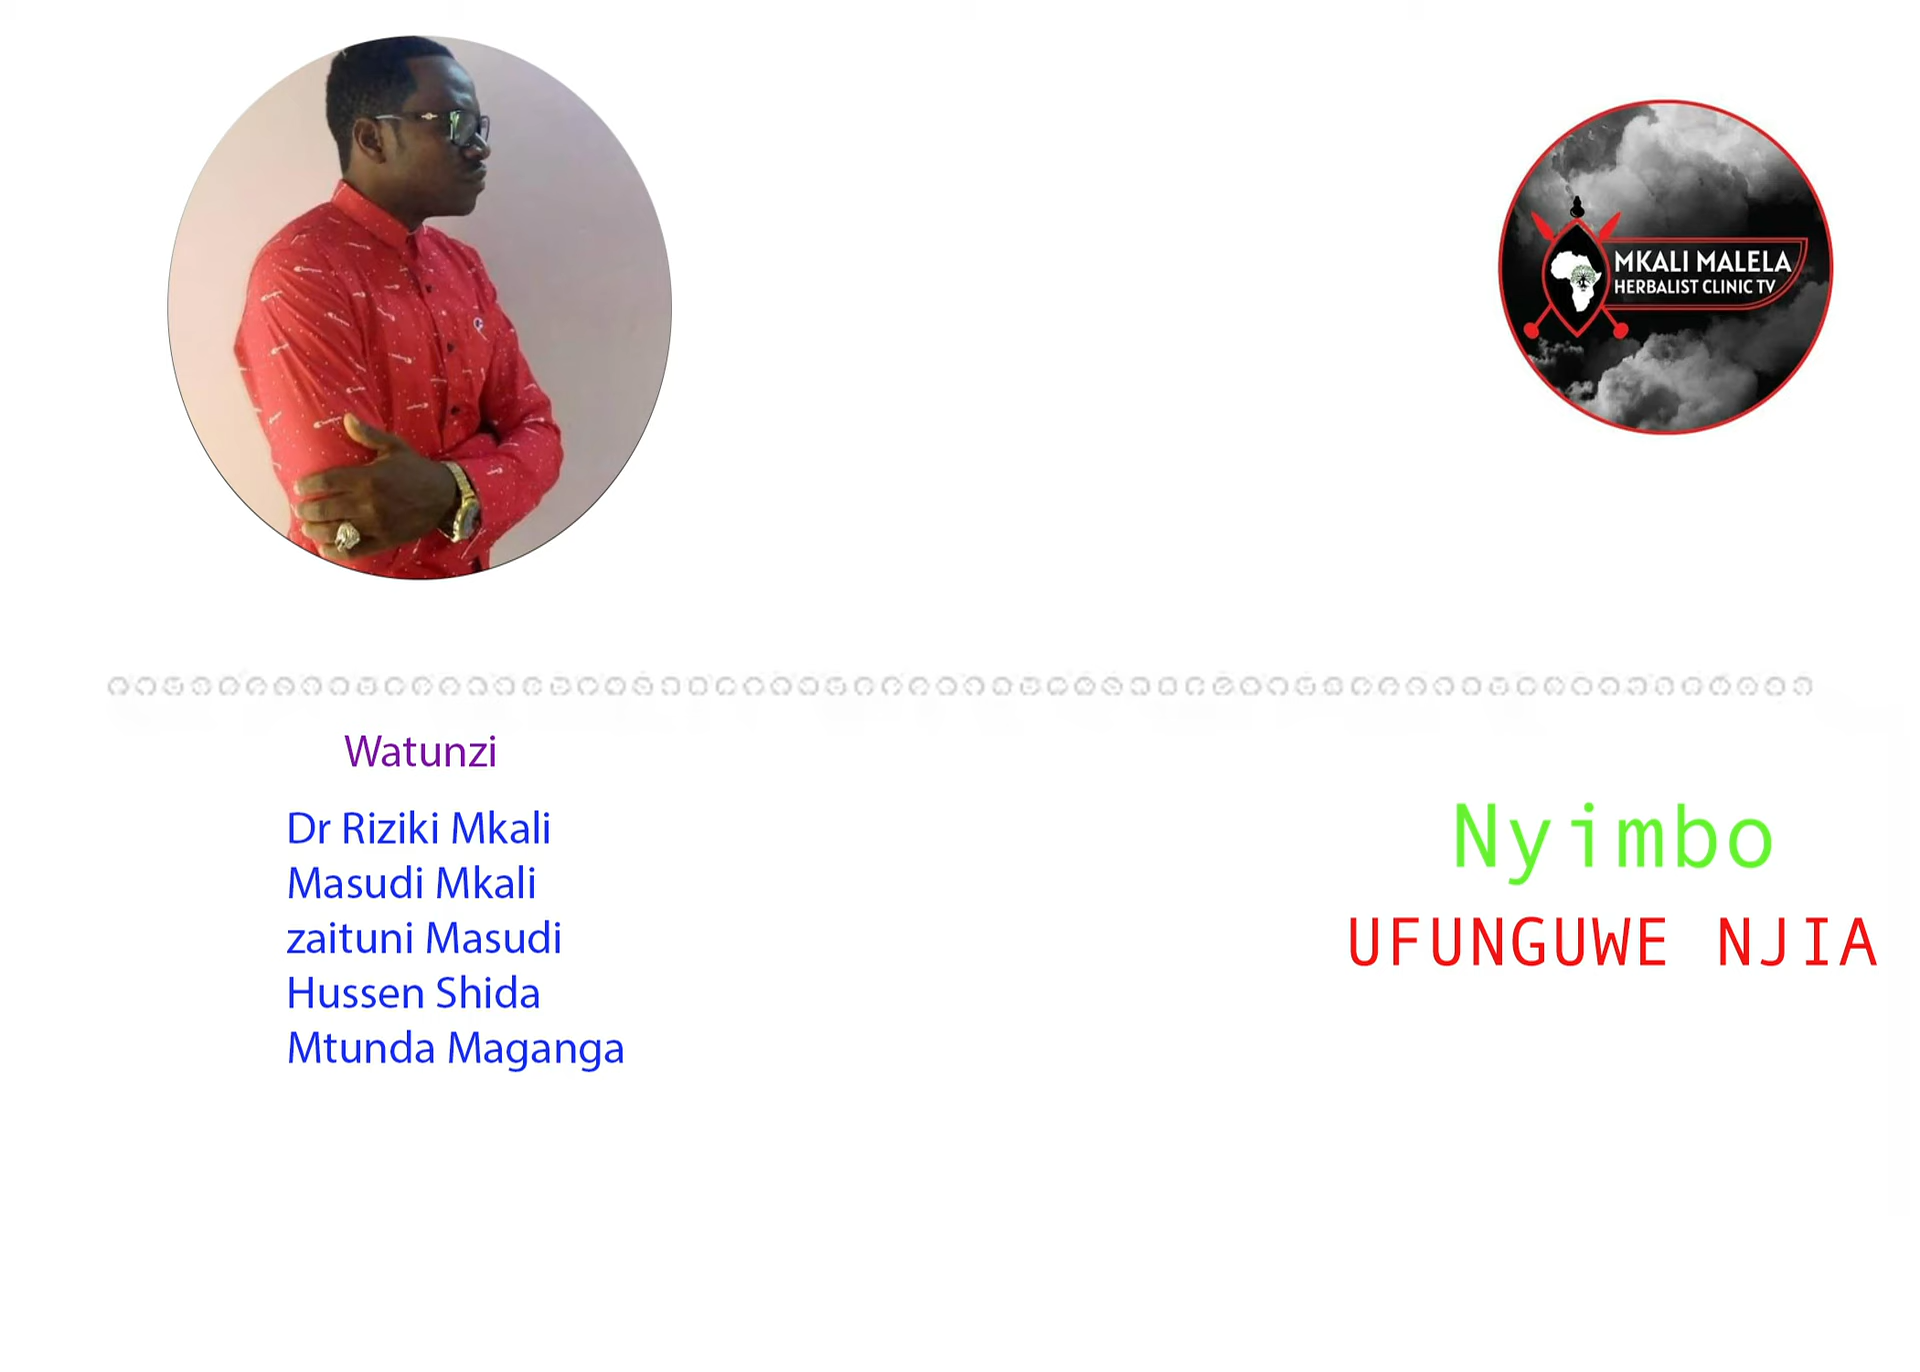 MKALI MALELA
HERBALIST CLINIC TV
Watunzi
Dr Riziki Mkali
Masudi Mkali
zaituni Masudi
Hussen Shida
Mtunda Maganga
Nyimbo
UFUNGUWE NJIA